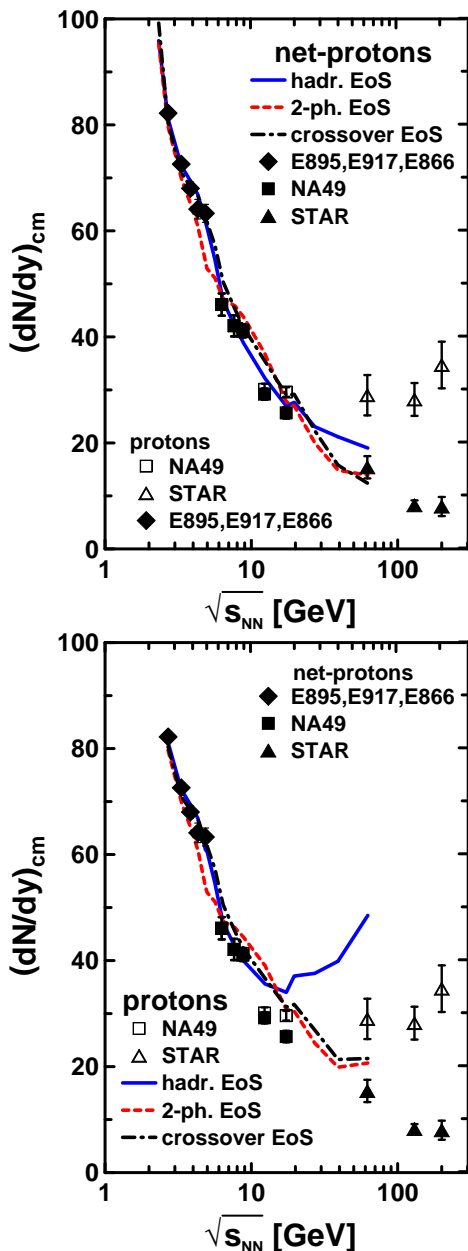 100
80
60
40
20
0
(dN/dy)cm
net-protons
hadr. EoS
2-ph. EoS
crossover EoS
E895,E917,E866
NA49
STAR
protons
NA49
STAR
E895,E917,E866
1 10 100
√sNN [GeV]
100
80
60
40
20
0
(dN/dy)cm
net-protons
E895,E917,E866
NA49
STAR
protons
NA49
STAR
hadr. EoS
2-ph. EoS
crossover EoS
1 10 100
√sNN [GeV]